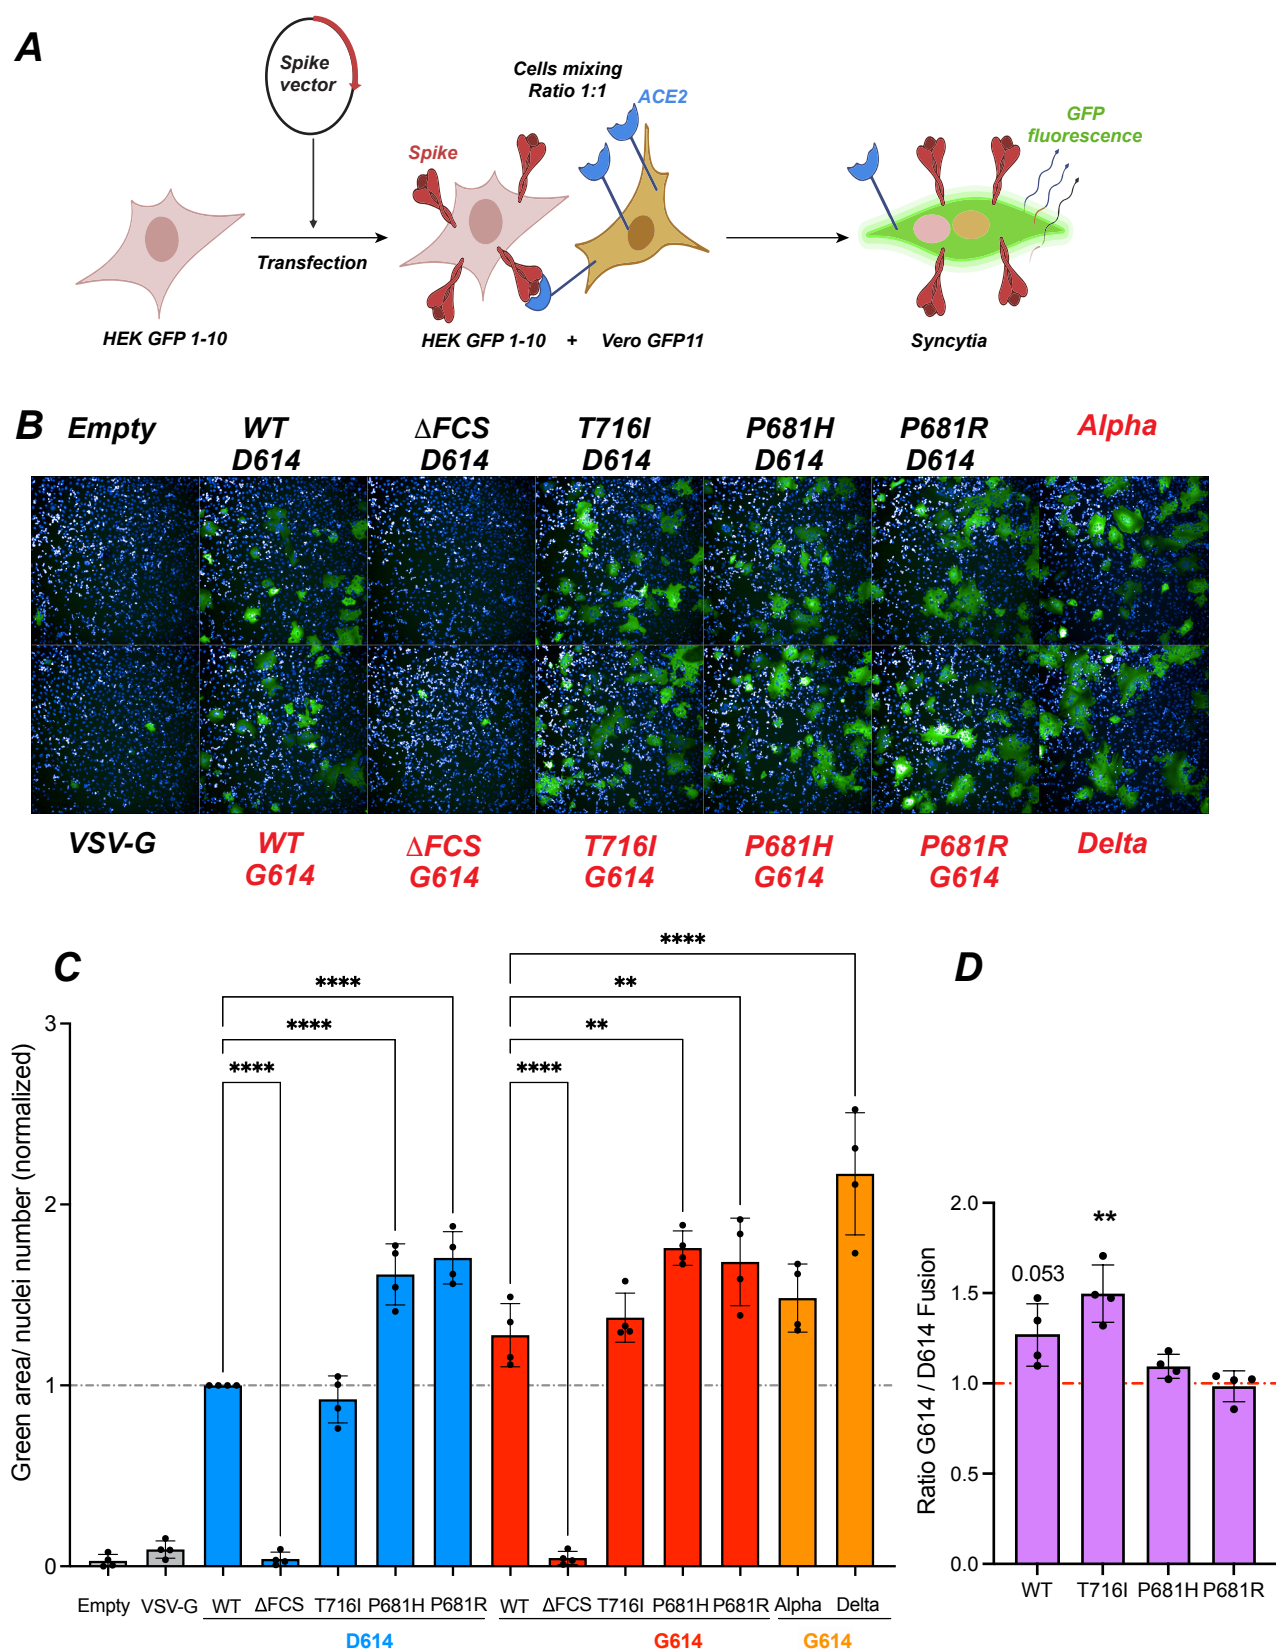 A
Spike
vector
Cells mixing
Ratio 1:1
ACE2
GFP
fluorescence
Spike
Transfection
HEK GFP 1-10
HEK GFP 1-10 + Vero GFP11
Syncytia
B
Empty
WT
D614
ΔFCS
D614
T716I
D614
P681H
D614
P681R
D614
Alpha
VSV-G
WT
G614
ΔFCS
G614
T716I
G614
P681H
G614
P681R
G614
Delta
C
Green area/ nuclei number (normalized)
3
2
1
0
****
****
****
****
**
**
****
Empty VSV-G WT ΔFCS T716I P681H P681R WT ΔFCS T716I P681H P681R Alpha Delta
D614 G614 G614
D
Ratio G614 / D614 Fusion
2.0
1.5
1.0
0.5
0.0
0.053
**
WT T716I P681H P681R